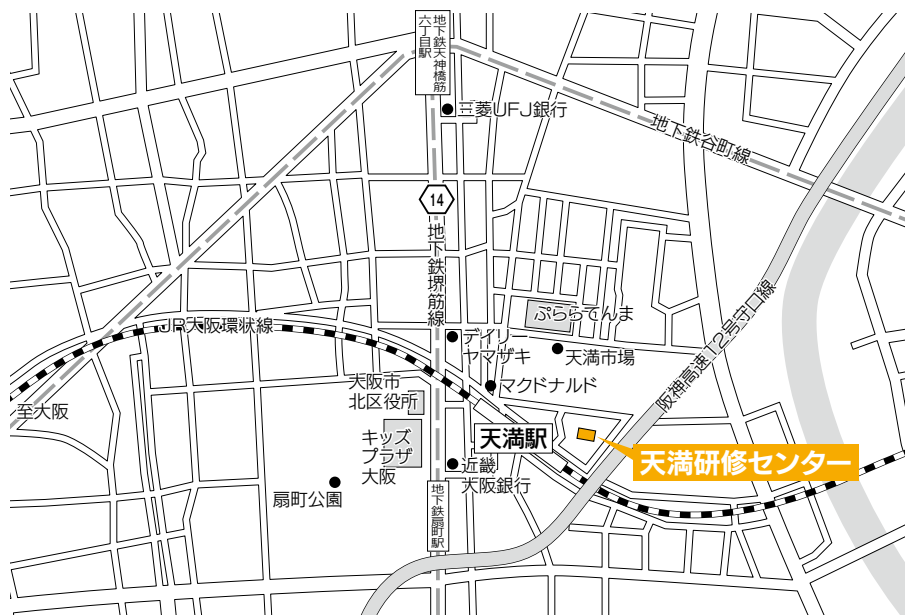 地下鉄天神橋筋
六丁目駅
三菱UFJ銀行
地下鉄谷町線
14
地下鉄堺筋線
ぷららてんま
JR大阪環状線
デイリー
ヤマザキ
天満市場
阪神高速12号守口線
マクドナルド
大阪市
北区役所
至大阪
キッズ
プラザ
大阪
天満駅
天満研修センター
近畿
大阪銀行
扇町公園
地下鉄扇町駅